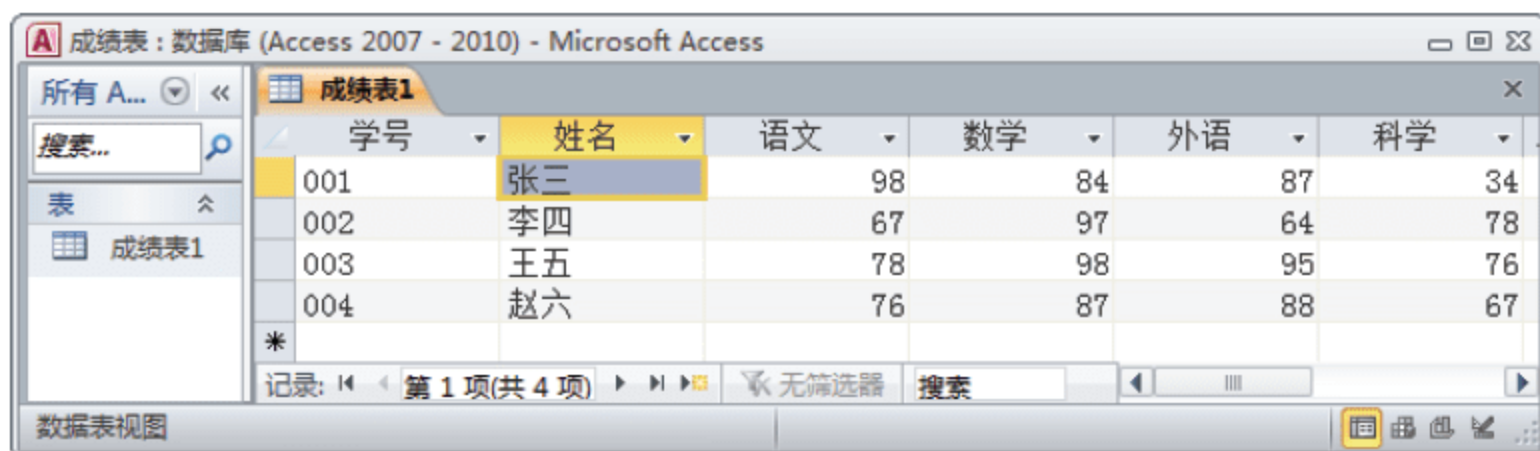 成绩表 : 数据库 (Access 2007 - 2010) - Microsoft Access
所有 A... «
成绩表1
搜索...
学号 姓名 语文 数学 外语 科学
001 张三 98 84 87 34
表
002 李四 67 97 64 78
成绩表1
003 王五 78 98 95 76
004 赵六 76 87 88 67
记录: 第 1 项(共 4 项) 无筛选器 搜索
数据表视图